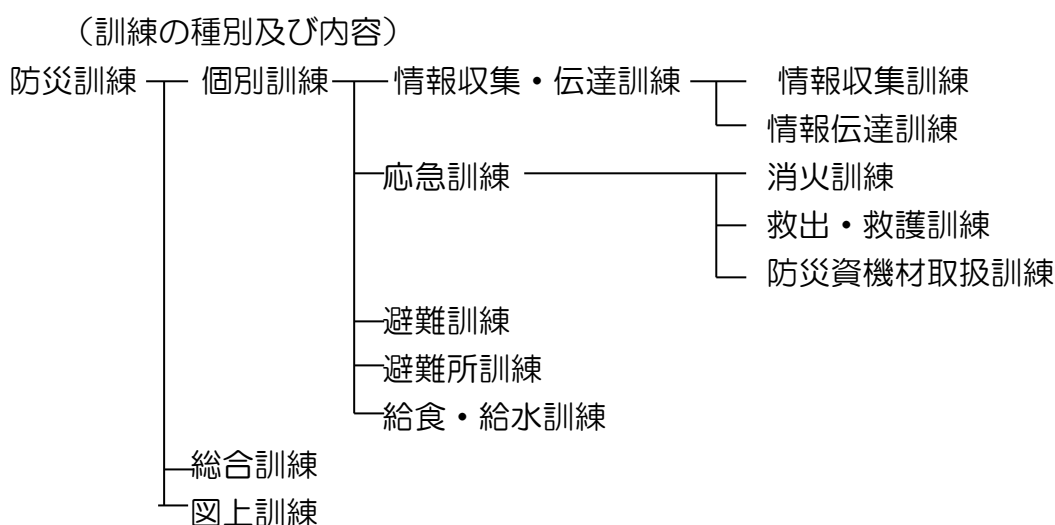 （訓練の種別及び内容）
防災訓練 個別訓練 情報収集・伝達訓練 情報収集訓練
情報伝達訓練
応急訓練 消火訓練
救出・救護訓練
防災資機材取扱訓練
避難訓練
避難所訓練
給食・給水訓練
総合訓練
図上訓練